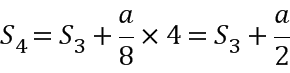 S₄ = S₃ + a/8 × 4 = S₃ + a/2